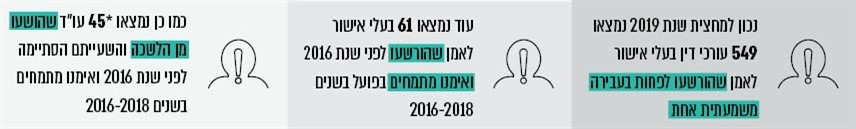 נכון למחצית שנת 2019 נמצאו
549 עורכי דין בעלי אישור
לאמן שהורשעו לפחות בעבירה
משמעתית אחת
עוד נמצאו 61 בעלי אישור
לאמן שהורשעו לפני שנת 2016
ואימנו מתמחים בפועל בשנים
2016-2018
כמו כן נמצאו *45 עו"ד שהושעו
מן הלשכה והשעייתם הסתיימה
לפני שנת 2016 ואימנו מתמחים
בשנים 2016-2018